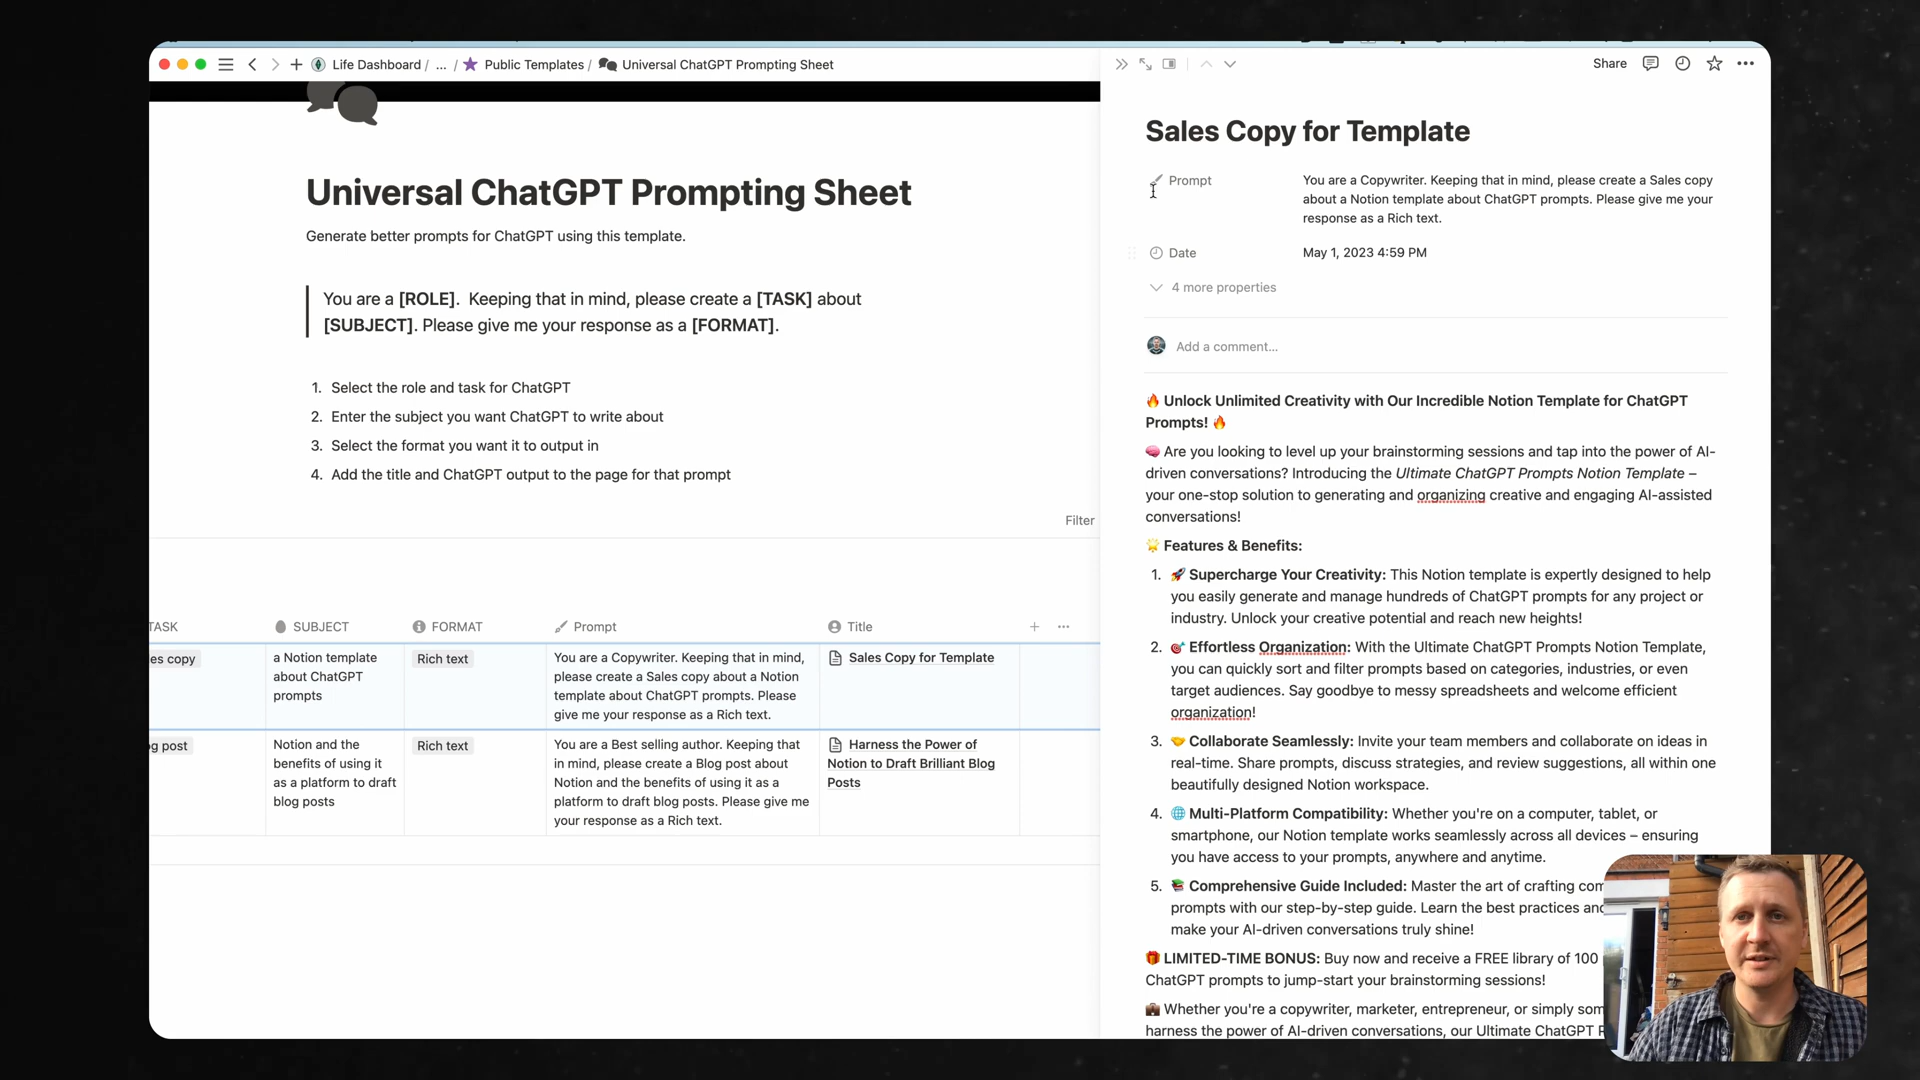 Life Dashboard / ... / Public Templates / Universal ChatGPT Prompting Sheet
Universal ChatGPT Prompting Sheet
Generate better prompts for ChatGPT using this template.
You are a [ROLE]. Keeping that in mind, please create a [TASK] about
[SUBJECT]. Please give me your response as a [FORMAT].
1. Select the role and task for ChatGPT
2. Enter the subject you want ChatGPT to write about
3. Select the format you want it to output in
4. Add the title and ChatGPT output to the page for that prompt
Filter
TASK SUBJECT FORMAT Prompt Title
es copy
a Notion template
about ChatGPT
prompts
Rich text
You are a Copywriter. Keeping that in mind,
please create a Sales copy about a Notion
template about ChatGPT prompts. Please
give me your response as a Rich text.
Sales Copy for Template
og post
Notion and the
benefits of using it
as a platform to draft
blog posts
Rich text
You are a Best selling author. Keeping that
in mind, please create a Blog post about
Notion and the benefits of using it as a
platform to draft blog posts. Please give me
your response as a Rich text.
Harness the Power of
Notion to Draft Brilliant Blog
Posts
Share
Sales Copy for Template
Prompt
You are a Copywriter. Keeping that in mind, please create a Sales copy
about a Notion template about ChatGPT prompts. Please give me your
response as a Rich text.
Date May 1, 2023 4:59 PM
4 more properties
Add a comment...
🔥 Unlock Unlimited Creativity with Our Incredible Notion Template for ChatGPT
Prompts! 🔥
🧠 Are you looking to level up your brainstorming sessions and tap into the power of AI-
driven conversations? Introducing the Ultimate ChatGPT Prompts Notion Template –
your one-stop solution to generating and organizing creative and engaging AI-assisted
conversations!
🌟 Features & Benefits:
1. 🚀 Supercharge Your Creativity: This Notion template is expertly designed to help
you easily generate and manage hundreds of ChatGPT prompts for any project or
industry. Unlock your creative potential and reach new heights!
2. 🎯 Effortless Organization: With the Ultimate ChatGPT Prompts Notion Template,
you can quickly sort and filter prompts based on categories, industries, or even
target audiences. Say goodbye to messy spreadsheets and welcome efficient
organization!
3. 🤝 Collaborate Seamlessly: Invite your team members and collaborate on ideas in
real-time. Share prompts, discuss strategies, and review suggestions, all within one
beautifully designed Notion workspace.
4. 🌐 Multi-Platform Compatibility: Whether you're on a computer, tablet, or
smartphone, our Notion template works seamlessly across all devices – ensuring
you have access to your prompts, anywhere and anytime.
5. 📚 Comprehensive Guide Included: Master the art of crafting
prompts with our step-by-step guide. Learn the best practices
make your AI-driven conversations truly shine!
🎁 LIMITED-TIME BONUS: Buy now and receive a FREE library of 100
ChatGPT prompts to jump-start your brainstorming sessions!
💼 Whether you're a copywriter, marketer, entrepreneur, or simply
harness the power of AI-driven conversations, our Ultimate ChatGPT